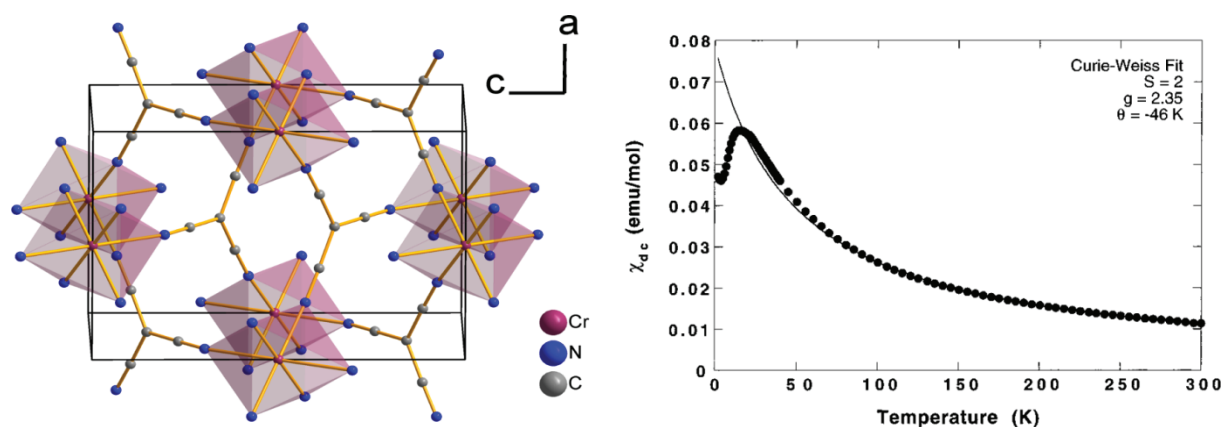 a
c
Cr
N
C
0.08
0.07
0.06
0.05
0.04
0.03
0.02
0.01
0
χdc (emu/mol)
Curie-Weiss Fit
S = 2
g = 2.35
θ = -46 K
0 50 100 150 200 250 300
Temperature (K)